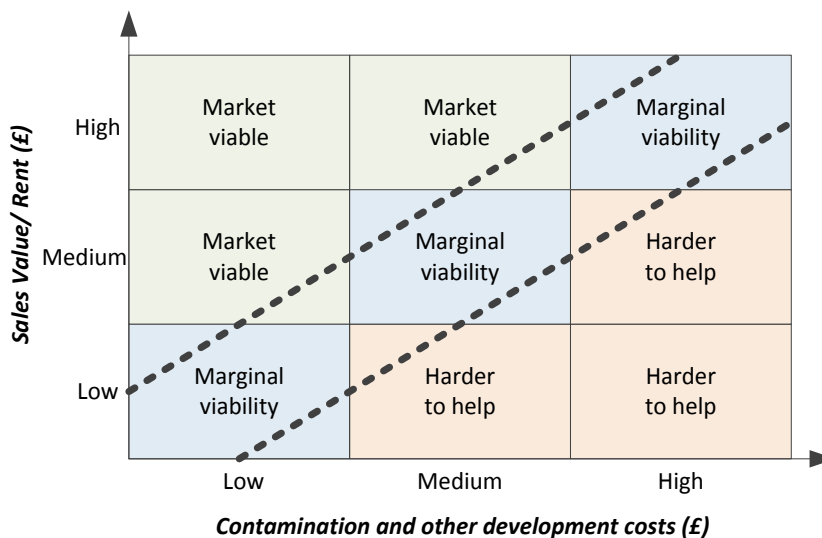 Sales Value/ Rent (£)
High
Market
viable
Market
viable
Marginal
viability
Medium
Market
viable
Marginal
viability
Harder
to help
Low
Marginal
viability
Harder
to help
Harder
to help
Low
Medium
High
Contamination and other development costs (£)